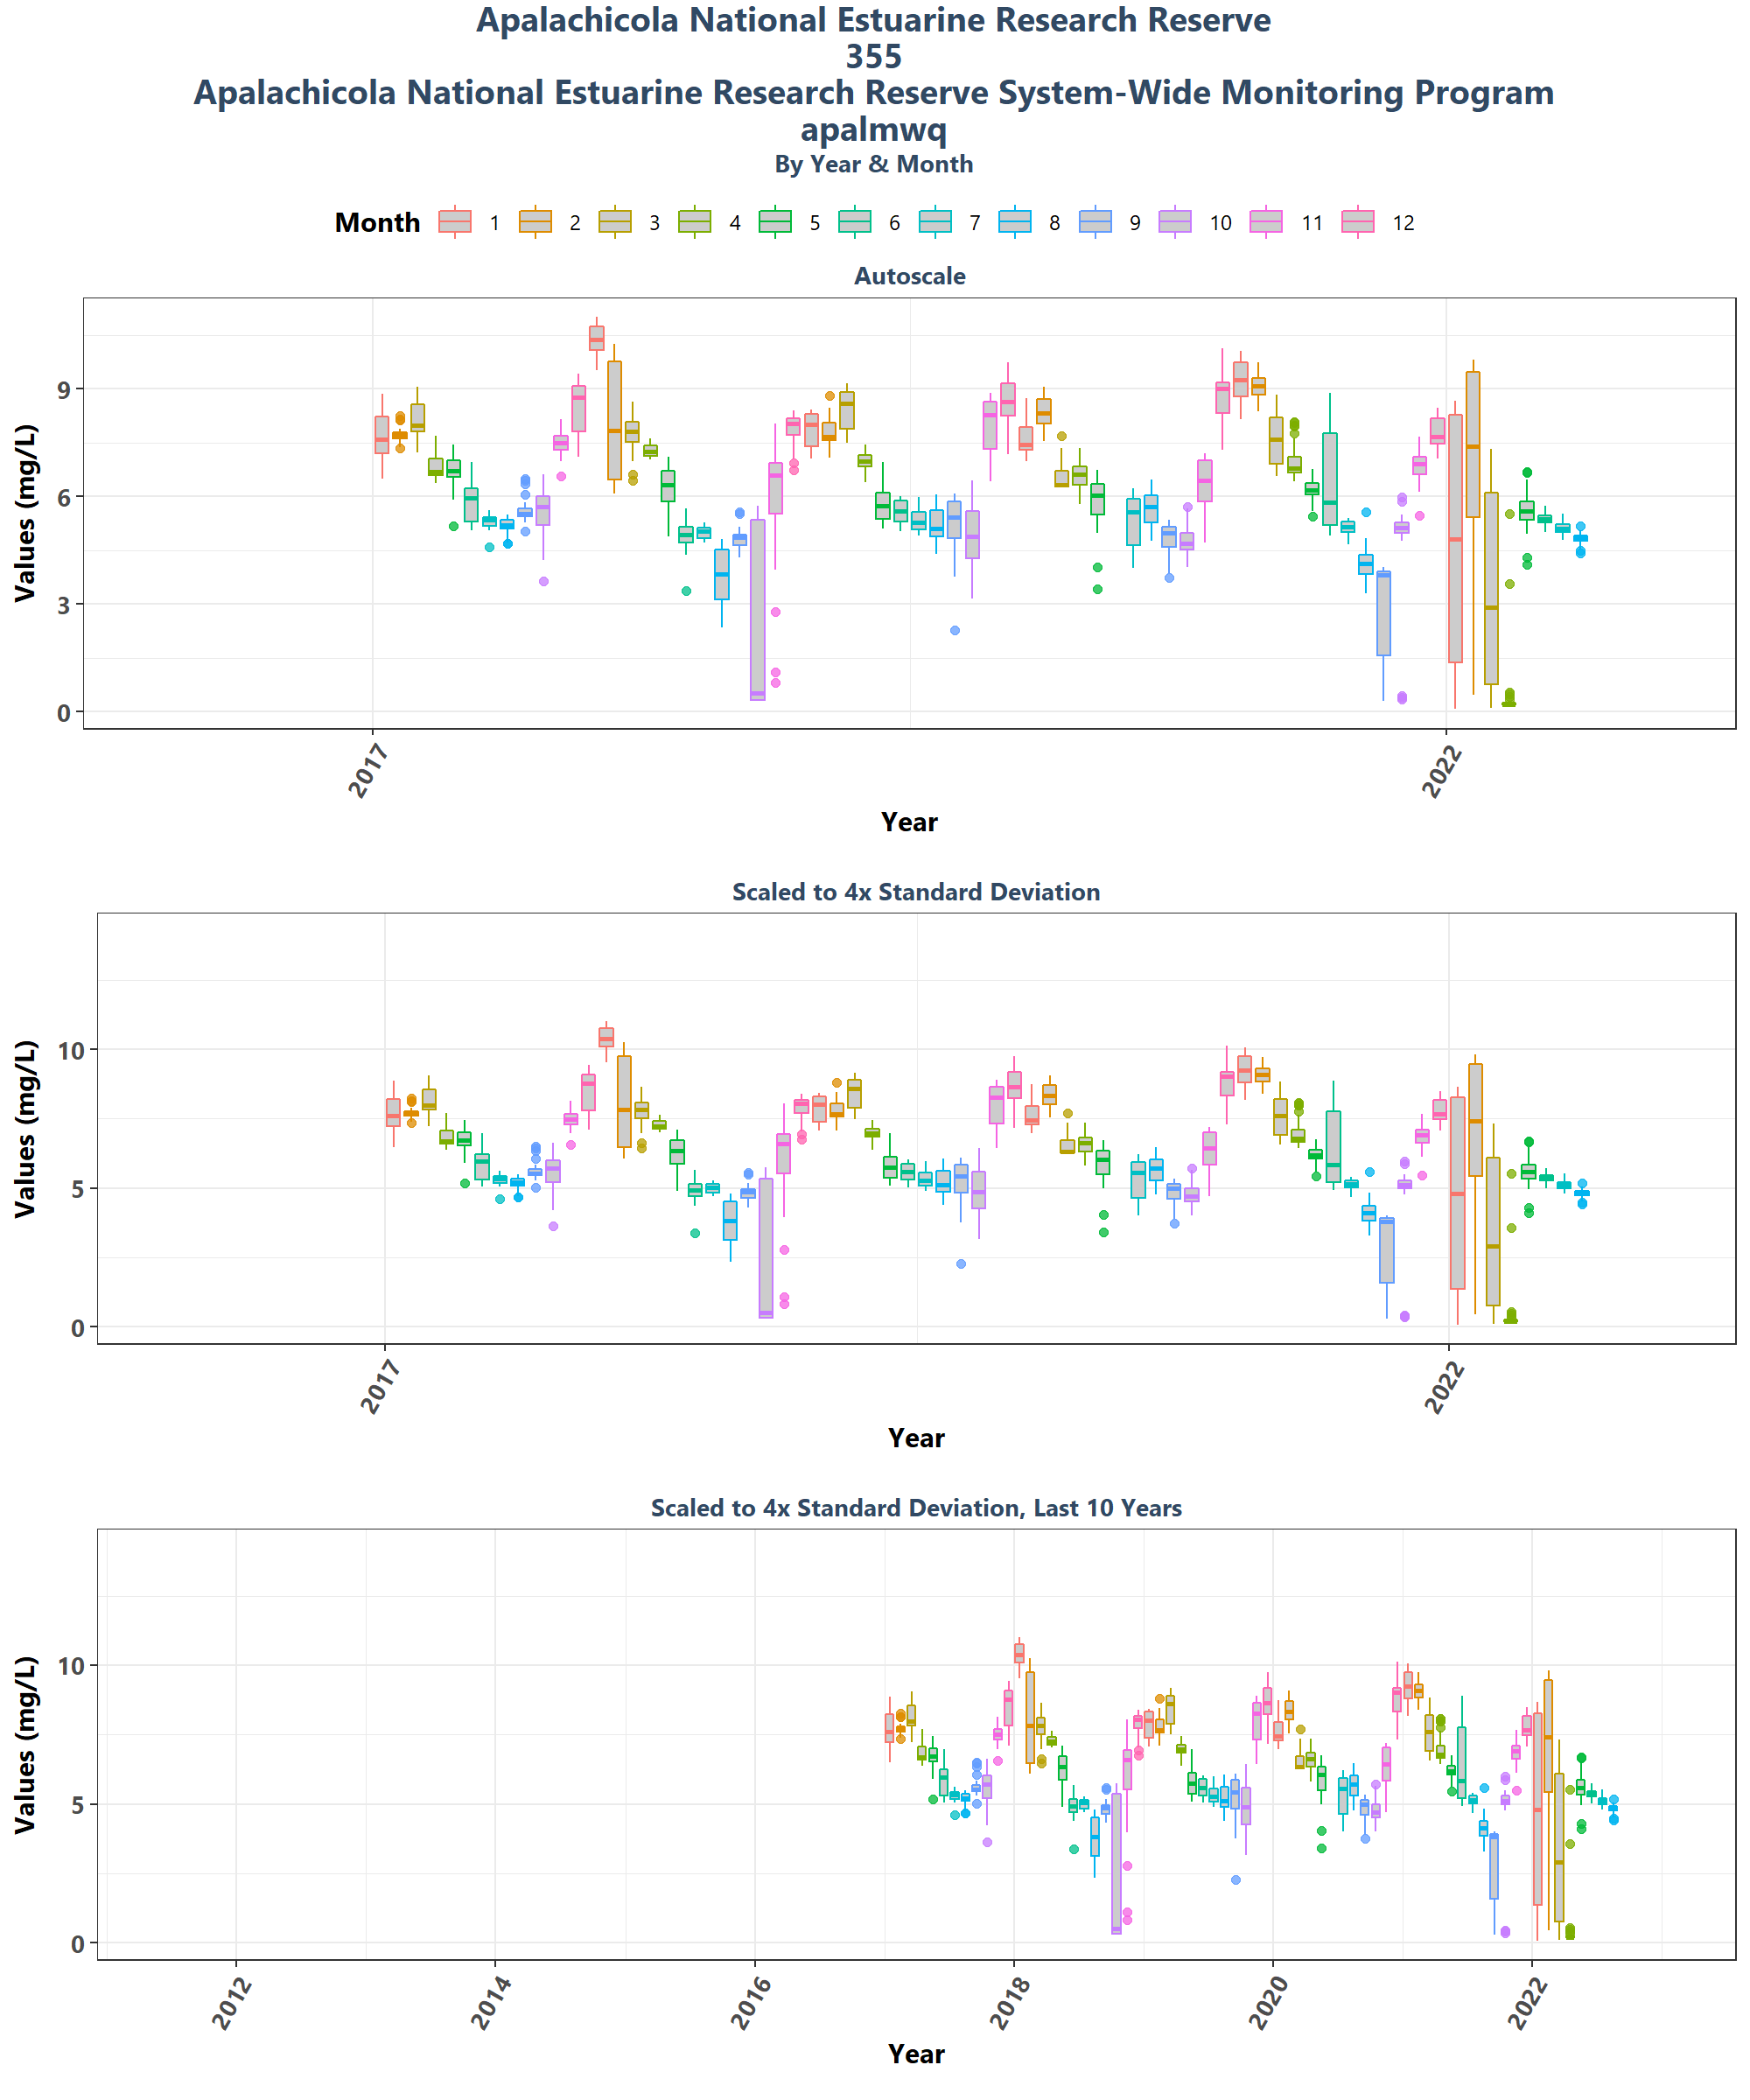 Apalachicola National Estuarine Research Reserve
355
Apalachicola National Estuarine Research Reserve System-Wide Monitoring Program
apalmwq
By Year & Month
Month 1 2 3 4 5 6 7 8 9 10 11 12
Autoscale
Values (mg/L)
9
6
3
0
2017 2022
Year
Scaled to 4x Standard Deviation
Values (mg/L)
10
5
0
2017 2022
Year
Scaled to 4x Standard Deviation, Last 10 Years
Values (mg/L)
10
5
0
2012 2014 2016 2018 2020 2022
Year